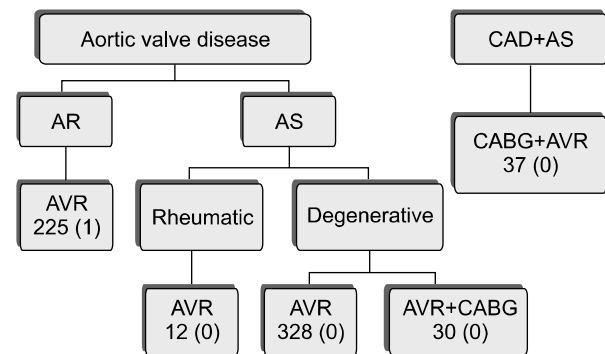 Aortic valve disease
CAD+AS
AR
AS
CABG+AVR
37 (0)
AVR
225 (1)
Rheumatic
Degenerative
AVR
12 (0)
AVR
328 (0)
AVR+CABG
30 (0)